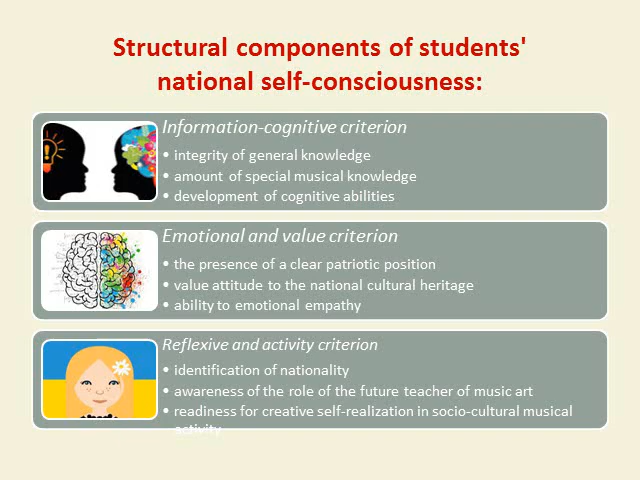 Structural components of students'
national self-consciousness:
Information-cognitive criterion
• integrity of general knowledge
• amount of special musical knowledge
• development of cognitive abilities
Emotional and value criterion
• the presence of a clear patriotic position
• value attitude to the national cultural heritage
• ability to emotional empathy
Reflexive and activity criterion
• identification of nationality
• awareness of the role of the future teacher of music art
• readiness for creative self-realization in socio-cultural musical
activity